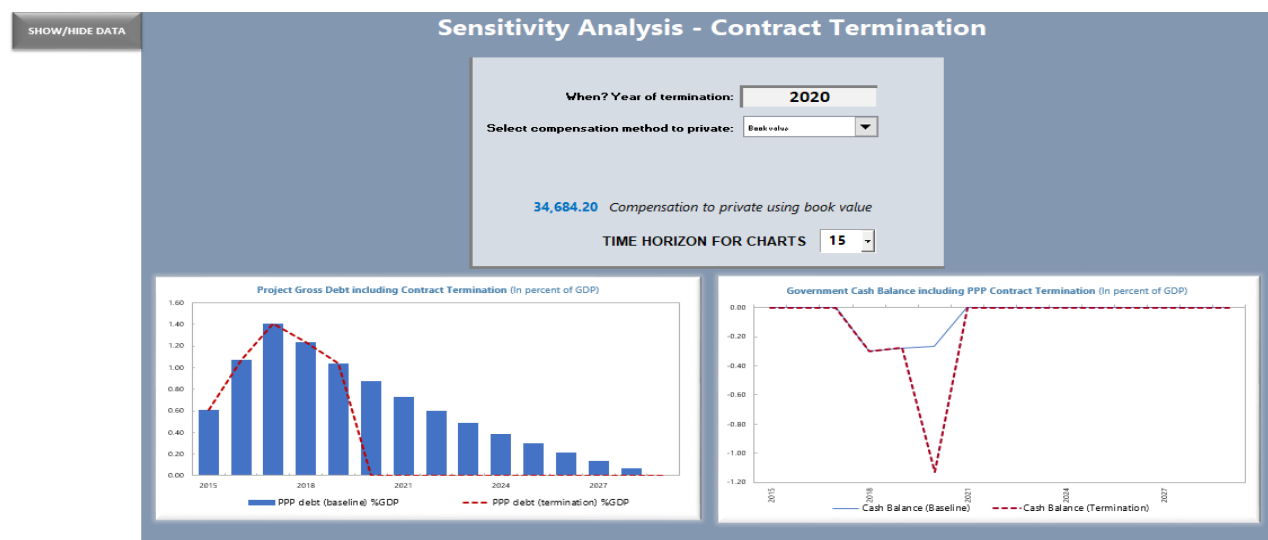 SHOW/HIDE DATA
Sensitivity Analysis - Contract Termination
When? Year of termination: 2020
Select compensation method to private: Book value
34,684.20 Compensation to private using book value
TIME HORIZON FOR CHARTS 15
Project Gross Debt including Contract Termination (In percent of GDP)
1.60
1.40
1.20
1.00
0.80
0.60
0.40
0.20
0.00
2015 2018 2021 2024 2027
PPP debt (baseline) %GDP PPP debt (termination) %GDP
Government Cash Balance including PPP Contract Termination (In percent of GDP)
0.00
-0.20
-0.40
-0.60
-0.80
-1.00
-1.20
2015 2018 2021 2024 2027
Cash Balance (Baseline) Cash Balance (Termination)